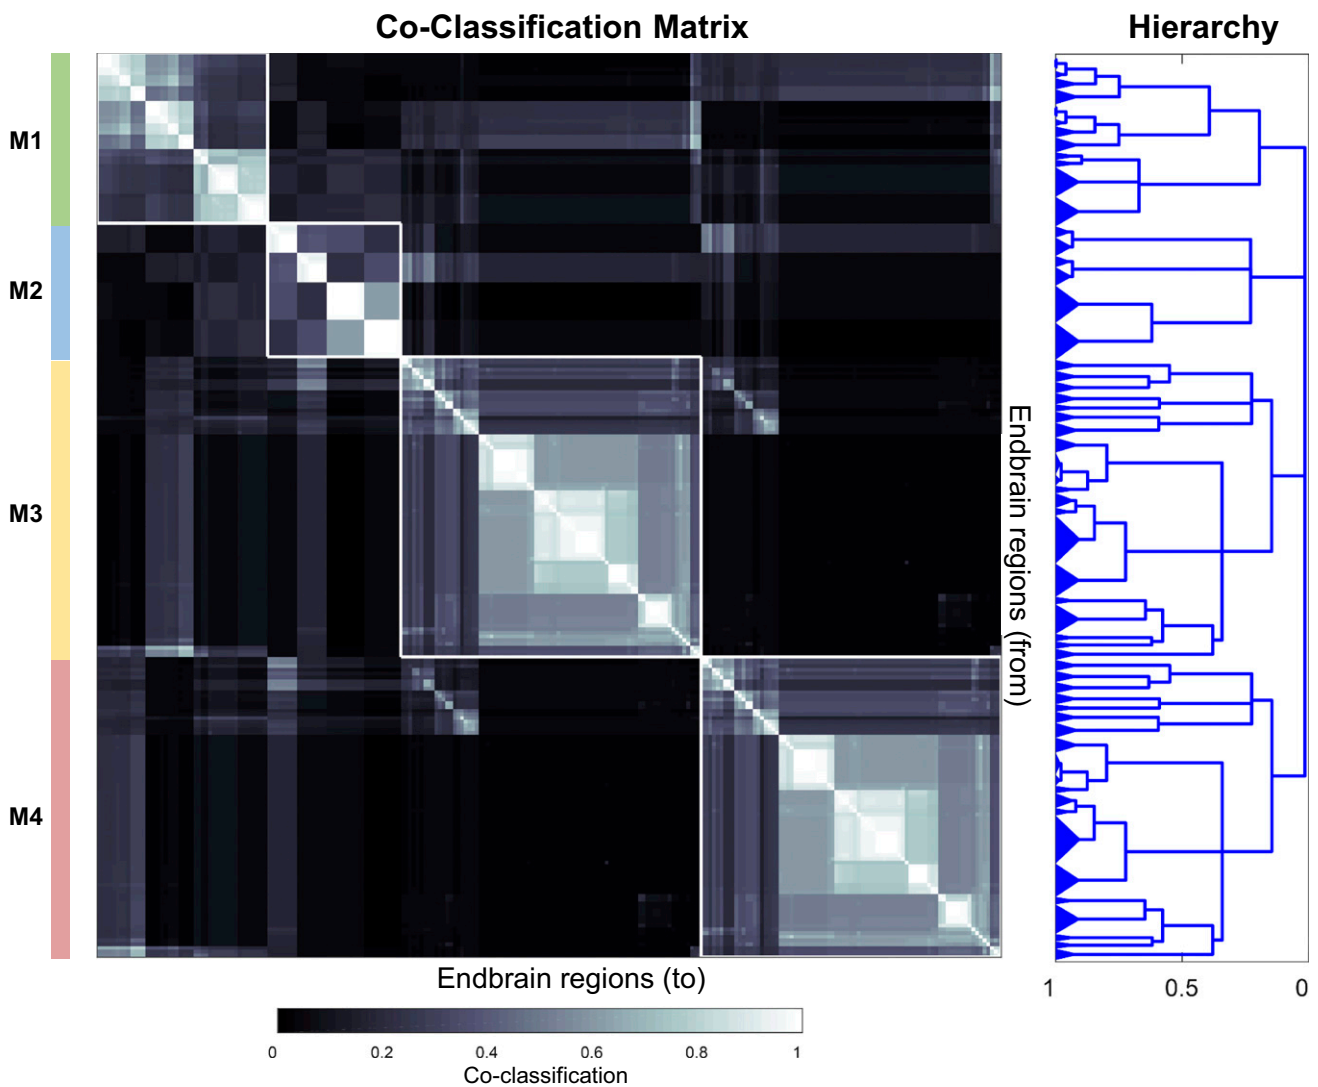 Co-Classification Matrix
Hierarchy
M1
M2
M3
M4
Endbrain regions (from)
Endbrain regions (to)
1 0.5 0
0 0.2 0.4 0.6 0.8 1
Co-classification